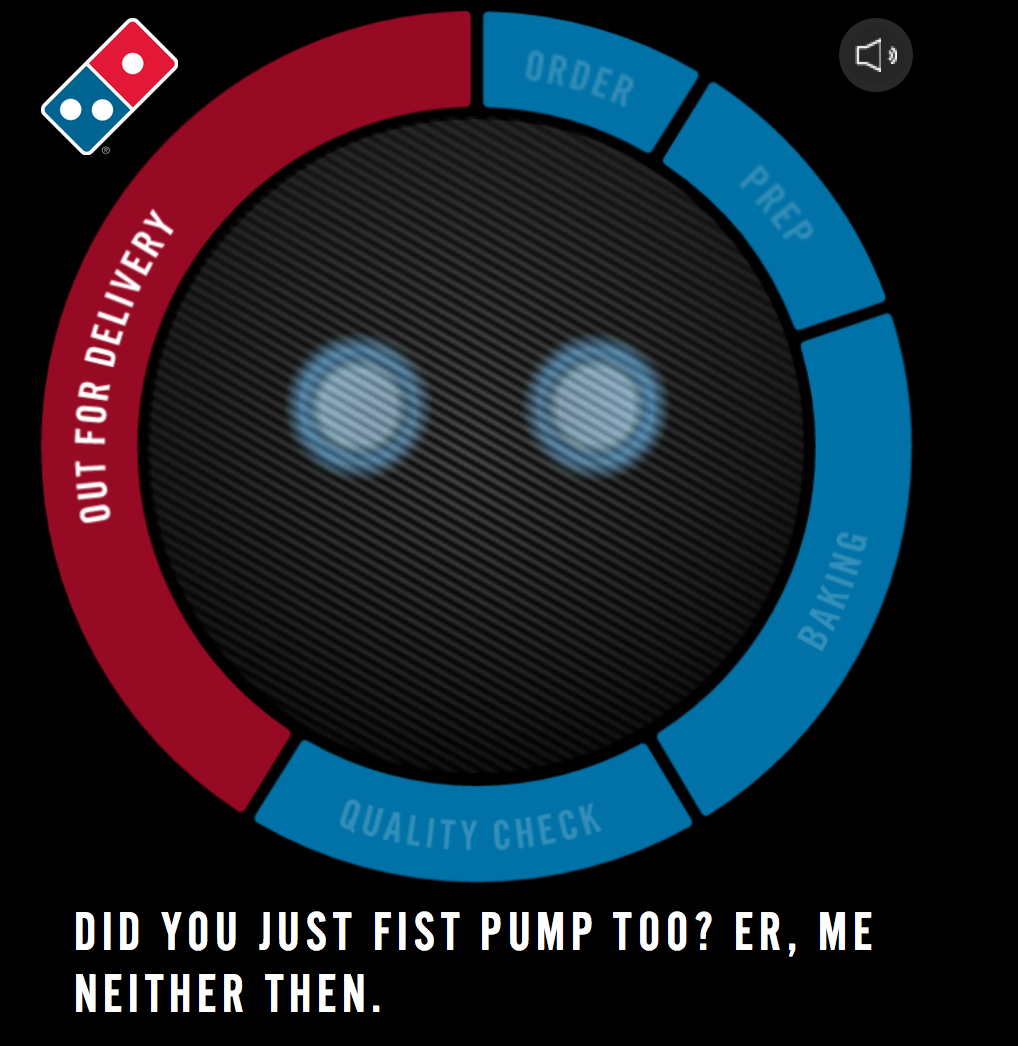 ORDER
PREP
BAKING
QUALITY CHECK
OUT FOR DELIVERY
®
DID YOU JUST FIST PUMP TOO? ER, ME
NEITHER THEN.